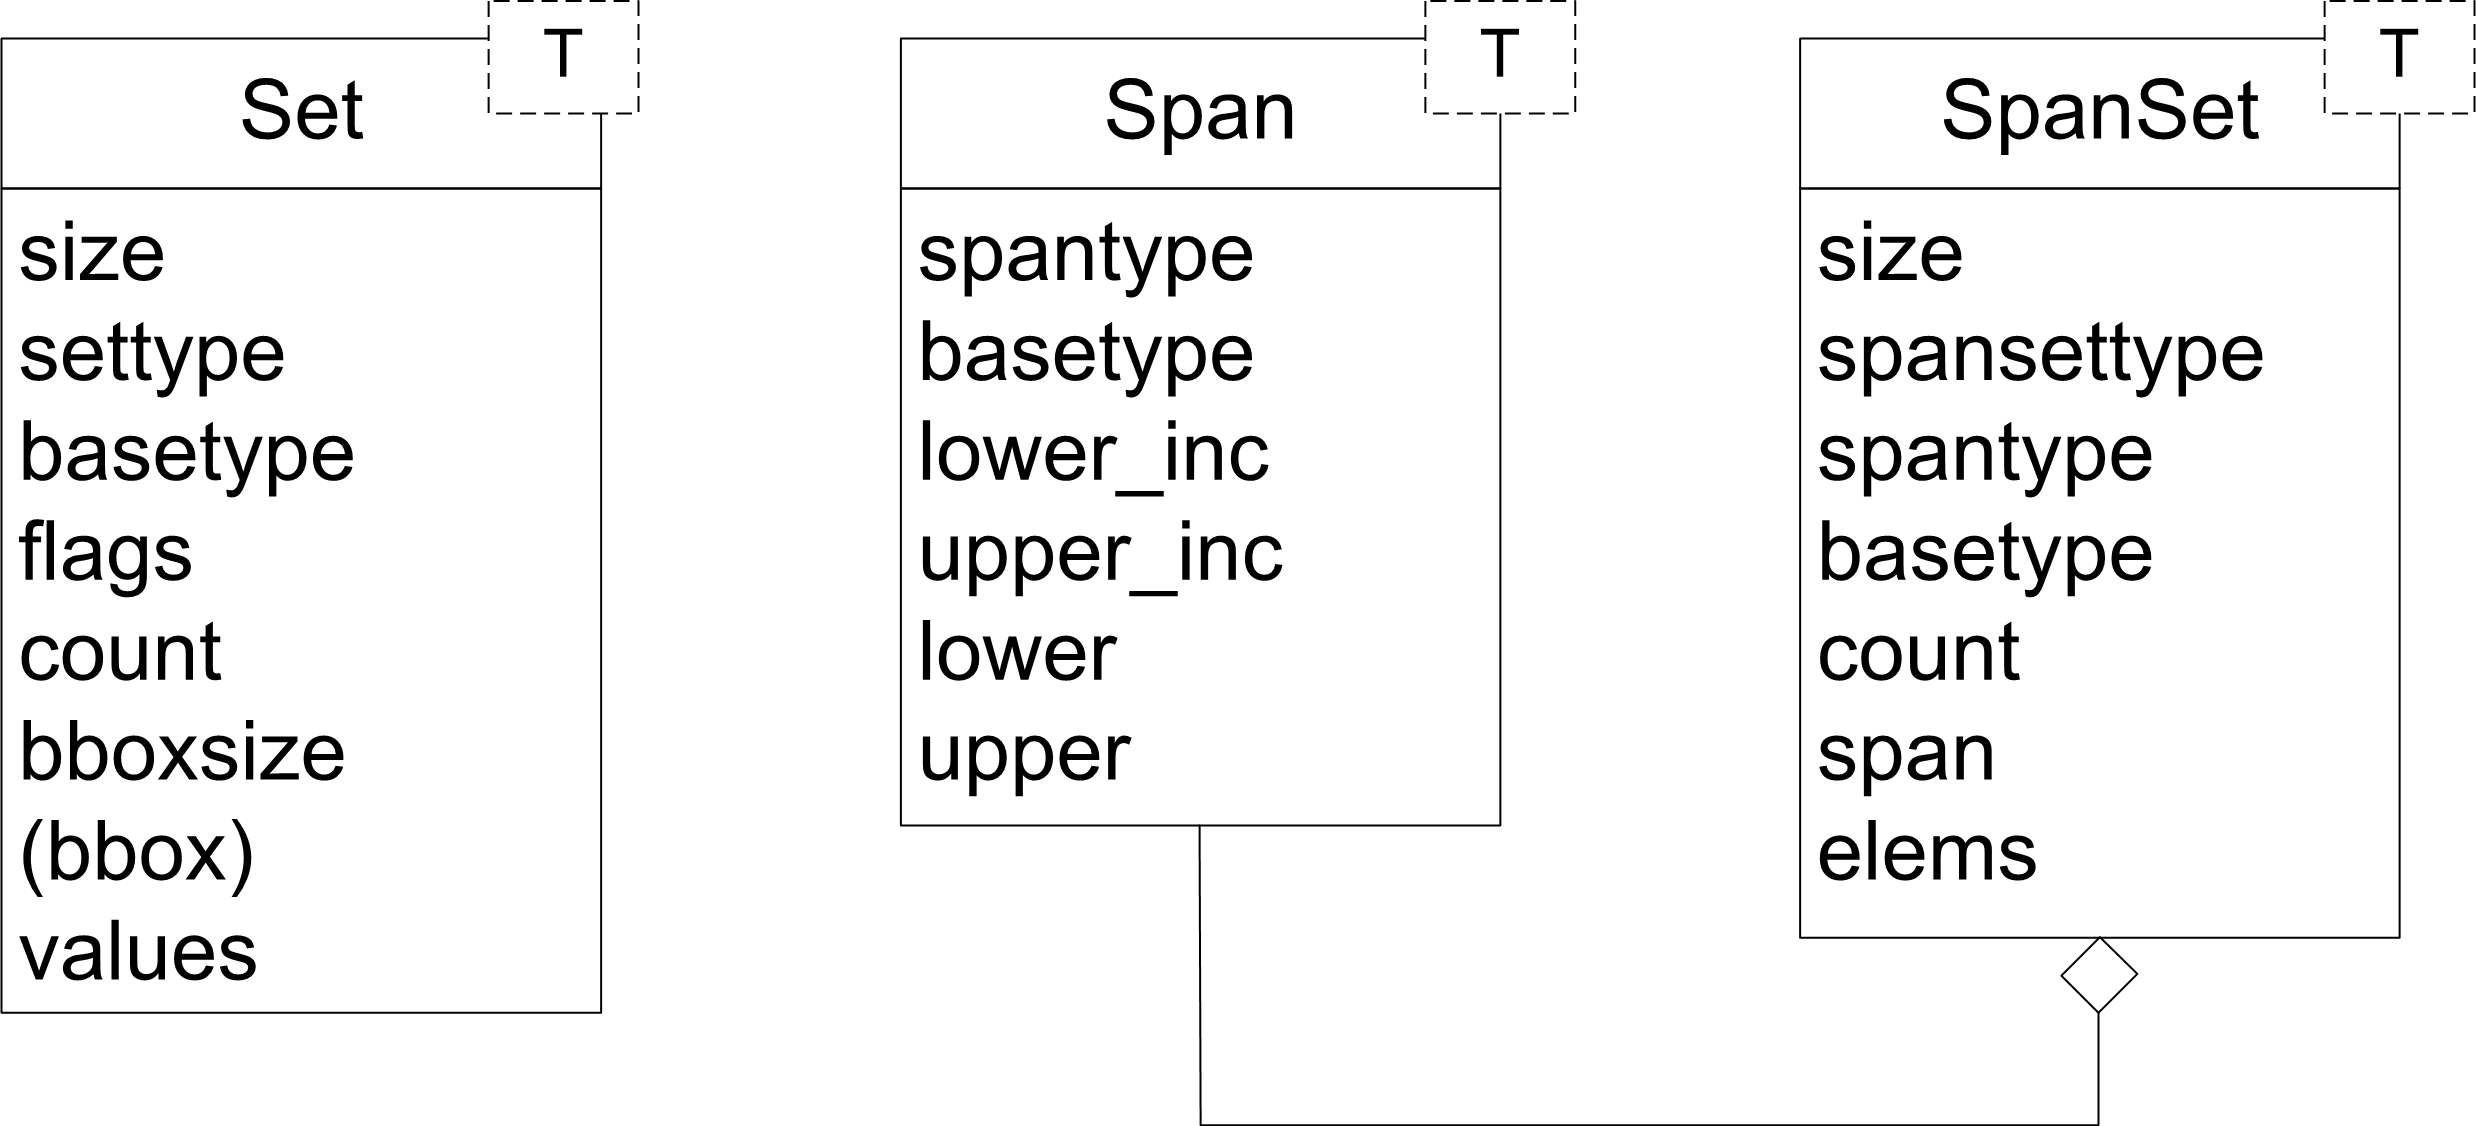 T
Set
size
settype
basetype
flags
count
bboxsize
(bbox)
values
T
Span
spantype
basetype
lower_inc
upper_inc
lower
upper
T
SpanSet
size
spansettype
spantype
basetype
count
span
elems